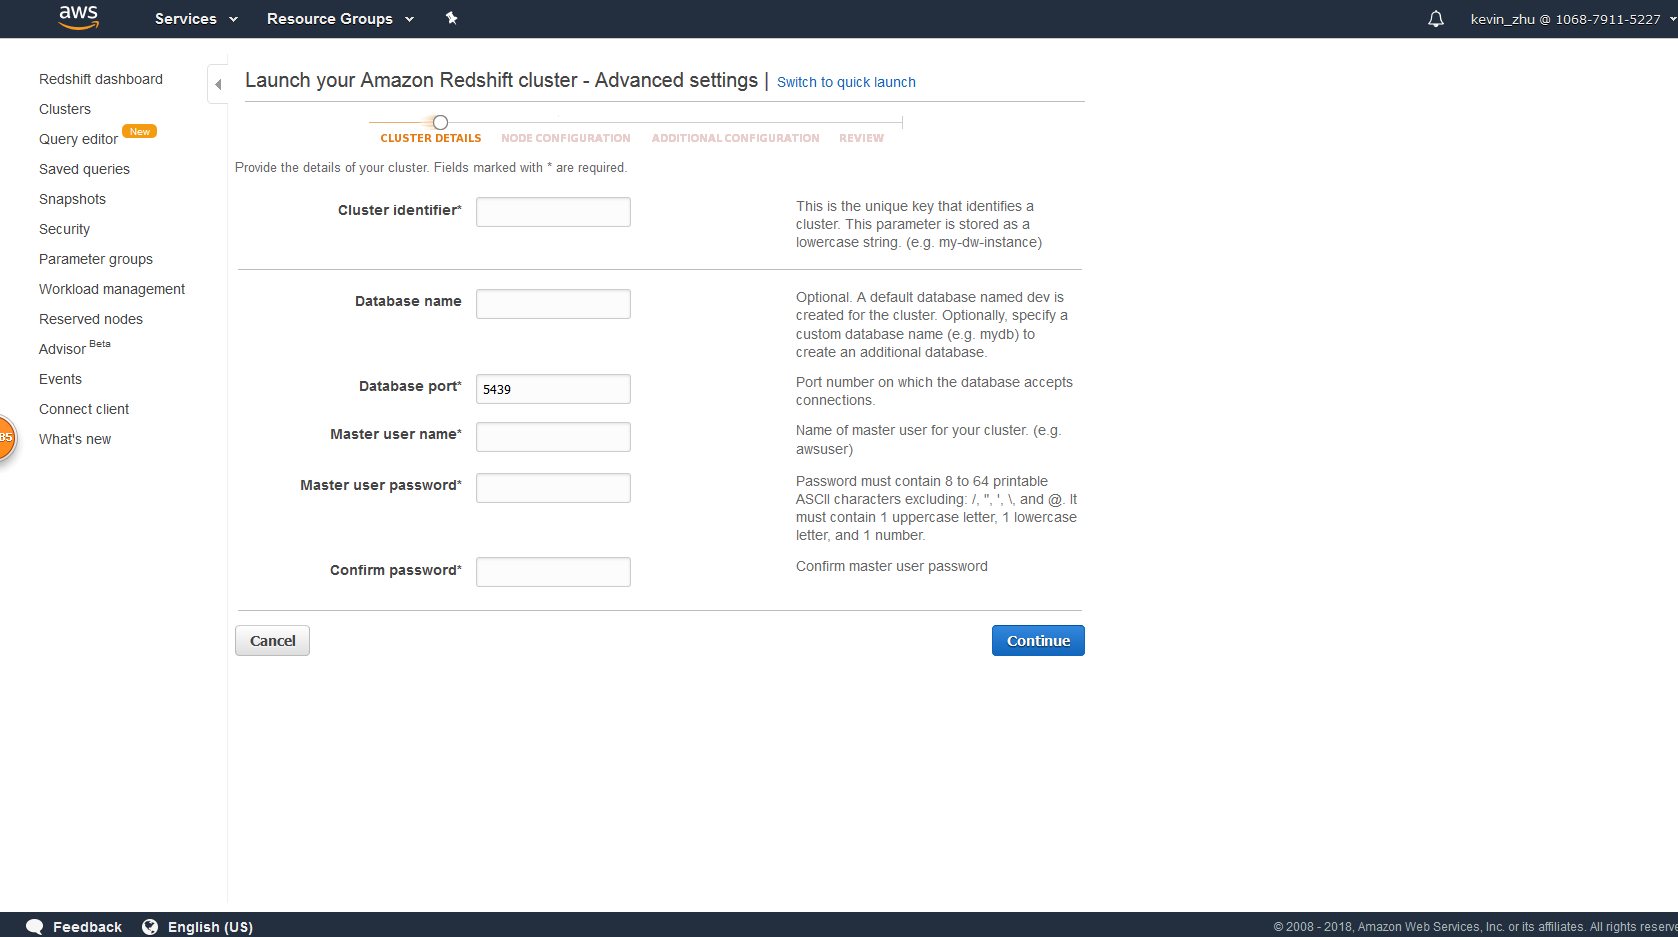 aws
Services
Resource Groups
kevin_zhu @ 1068-7911-5227
Redshift dashboard
Clusters
Query editor New
Saved queries
Snapshots
Security
Parameter groups
Workload management
Reserved nodes
Advisor Beta
Events
Connect client
What's new
85
Launch your Amazon Redshift cluster - Advanced settings | Switch to quick launch
CLUSTER DETAILS NODE CONFIGURATION ADDITIONAL CONFIGURATION REVIEW
Provide the details of your cluster. Fields marked with * are required.
Cluster identifier*
This is the unique key that identifies a
cluster. This parameter is stored as a
lowercase string. (e.g. my-dw-instance)
Database name
Optional. A default database named dev is
created for the cluster. Optionally, specify a
custom database name (e.g. mydb) to
create an additional database.
Database port* 5439
Port number on which the database accepts
connections.
Master user name*
Name of master user for your cluster. (e.g.
awsuser)
Master user password*
Password must contain 8 to 64 printable
ASCII characters excluding: /, ", ', \, and @. It
must contain 1 uppercase letter, 1 lowercase
letter, and 1 number.
Confirm password*
Confirm master user password
Cancel
Continue
Feedback
English (US)
© 2008 - 2018, Amazon Web Services, Inc. or its affiliates. All rights reserve